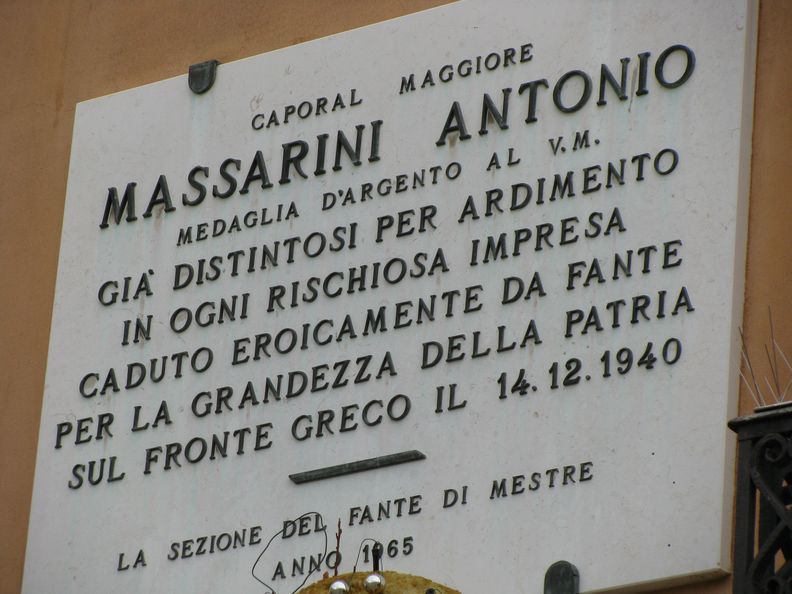 CAPORAL MAGGIORE
MASSARINI ANTONIO
MEDAGLIA D'ARGENTO AL V.M.
GIA' DISTINTOSI PER ARDIMENTO
IN OGNI RISCHIOSA IMPRESA
CADUTO EROICAMENTE DA FANTE
PER LA GRANDEZZA DELLA PATRIA
SUL FRONTE GRECO IL 14.12.1940
LA SEZIONE DEL FANTE DI MESTRE
ANNO 1965